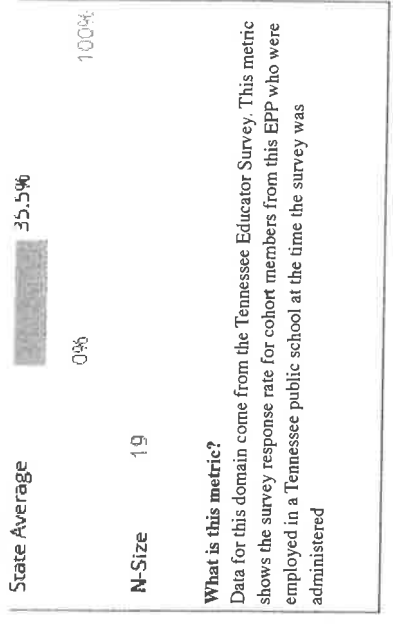 State Average 35.5%
0% 100%
N-Size 19
What is this metric?
Data for this domain come from the Tennessee Educator Survey. This metric
shows the survey response rate for cohort members from this EPP who were
employed in a Tennessee public school at the time the survey was
administered